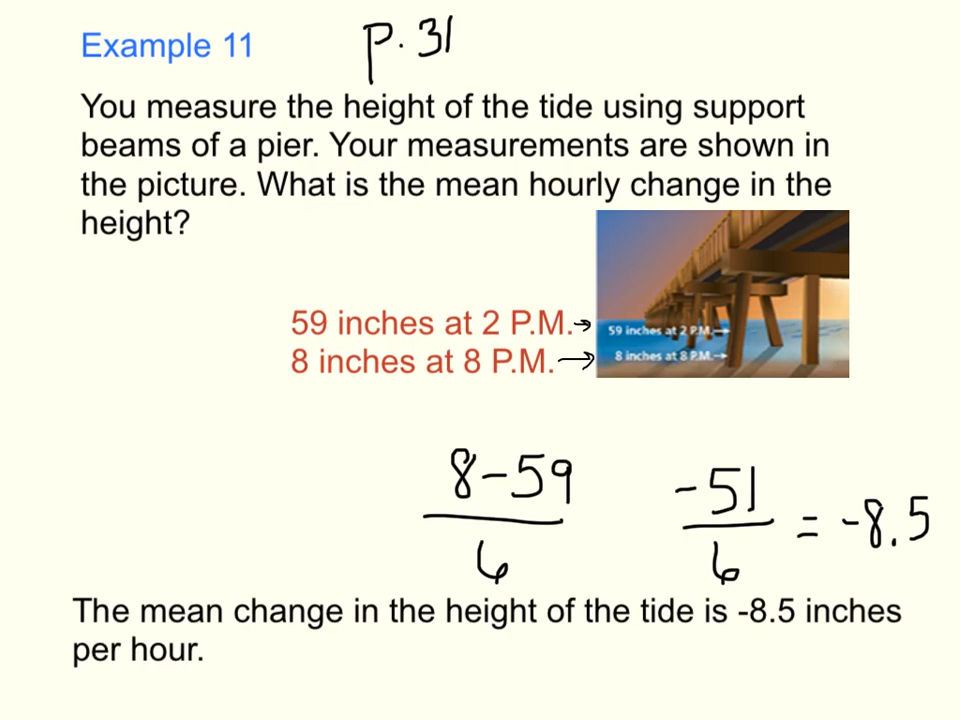 Example 11
p. 31
You measure the height of the tide using support
beams of a pier. Your measurements are shown in
the picture. What is the mean hourly change in the
height?
59 inches at 2 P.M.→
8 inches at 8 P.M.→
59 inches at 2 P.M.→
8 inches at 8 P.M.→
8-59
6
-51
6
= -8.5
The mean change in the height of the tide is -8.5 inches
per hour.